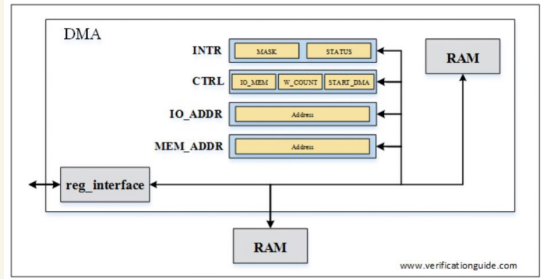 DMA
INTR MASK STATUS
RAM
CTRL IO_MEM W_COUNT START_DMA
IO_ADDR Address
MEM_ADDR Address
reg_interface
RAM
www.verificationguide.com